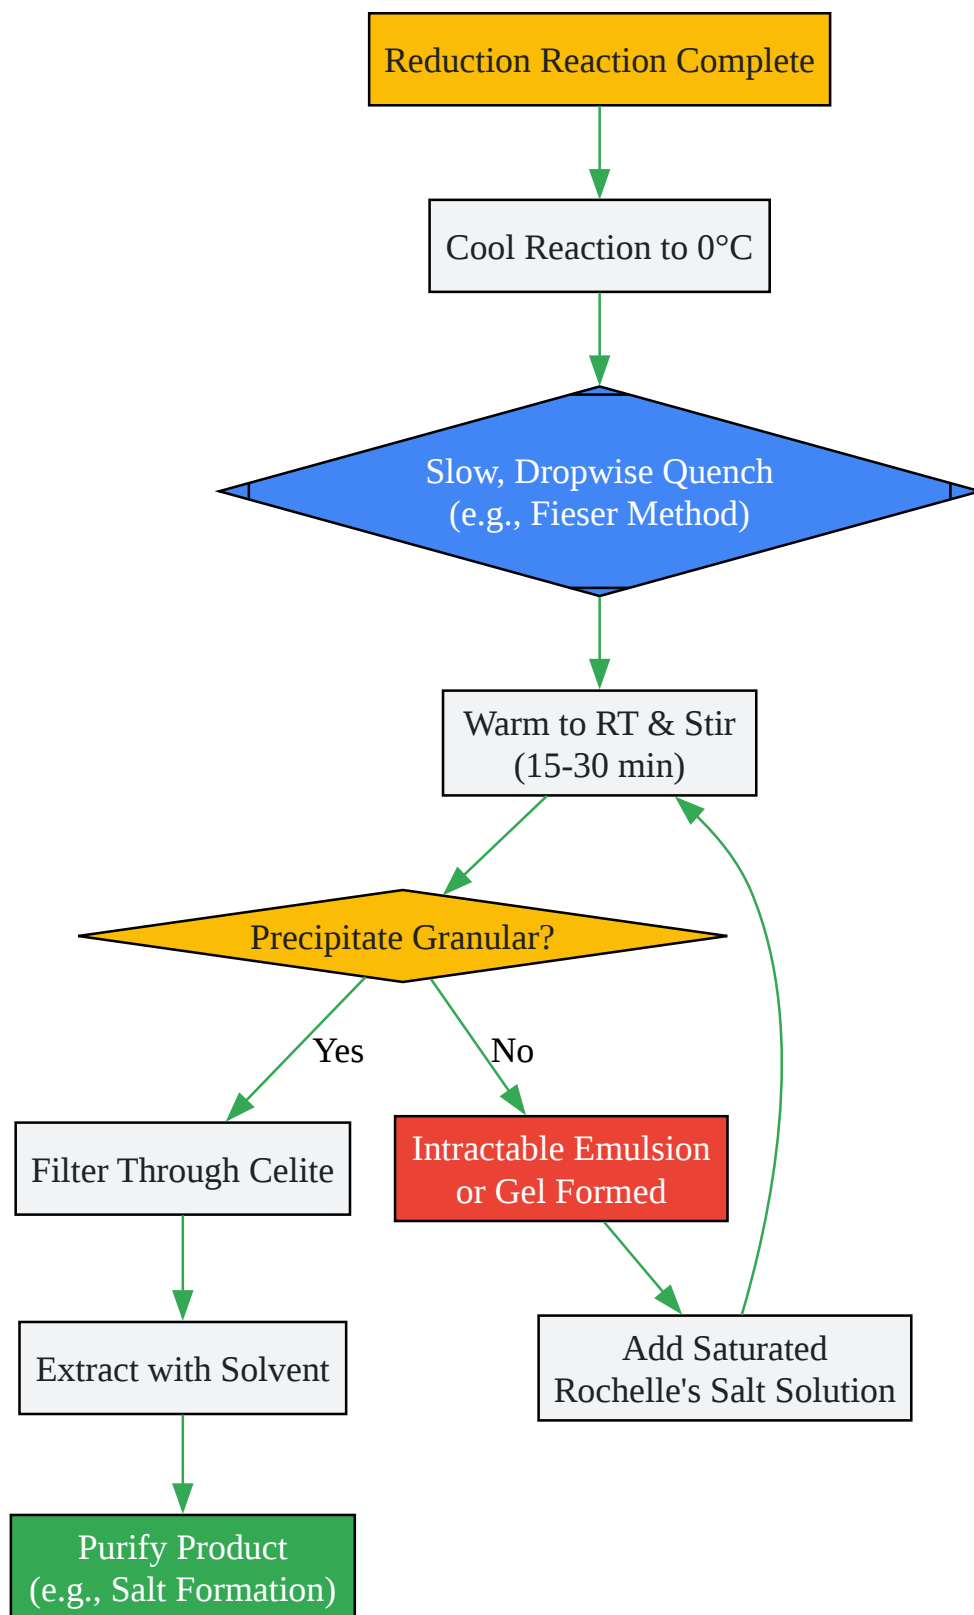 Reduction Reaction Complete
Cool Reaction to 0°C
Slow, Dropwise Quench
(e.g., Fieser Method)
Warm to RT & Stir
(15-30 min)
Precipitate Granular?
Yes
No
Filter Through Celite
Intractable Emulsion
or Gel Formed
Extract with Solvent
Add Saturated
Rochelle's Salt Solution
Purify Product
(e.g., Salt Formation)